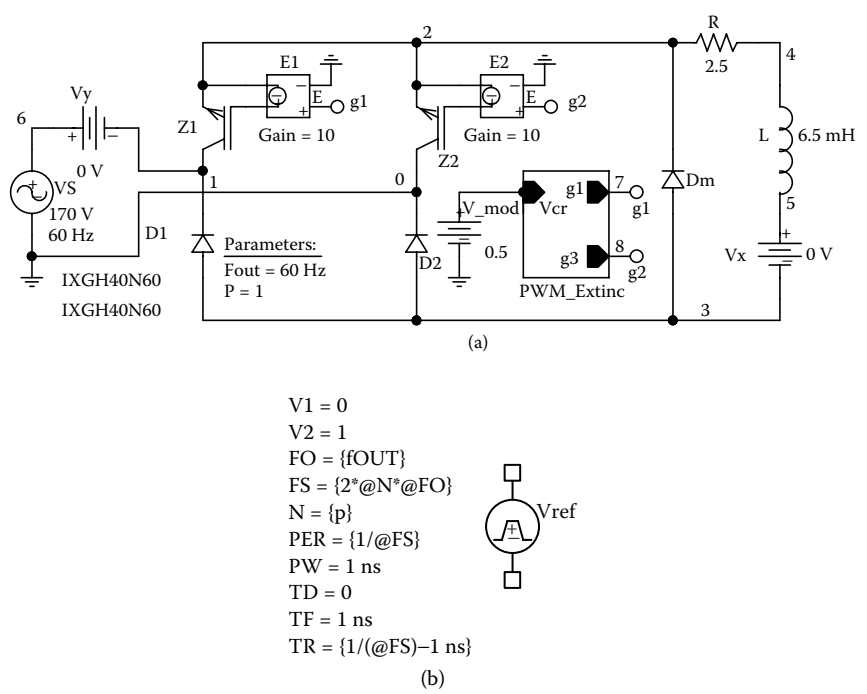 2
R
4
2.5
E1
E
g1
Gain = 10
E2
E
g2
Gain = 10
Vy
6
+ −
0 V
Z1
Z2
L
6.5 mH
VS
170 V
60 Hz
1
0
D1
V_mod
0.5
Vcr
g1
7
g1
g3
8
g2
PWM_Extinc
Dm
5
Vx
+
−
0 V
Parameters:
Fout = 60 Hz
P = 1
D2
IXGH40N60
IXGH40N60
3
(a)
V1 = 0
V2 = 1
FO = {fOUT}
FS = {2*@N*@FO}
N = {p}
PER = {1/@FS}
PW = 1 ns
TD = 0
TF = 1 ns
TR = {1/(@FS)−1 ns}
Vref
(b)